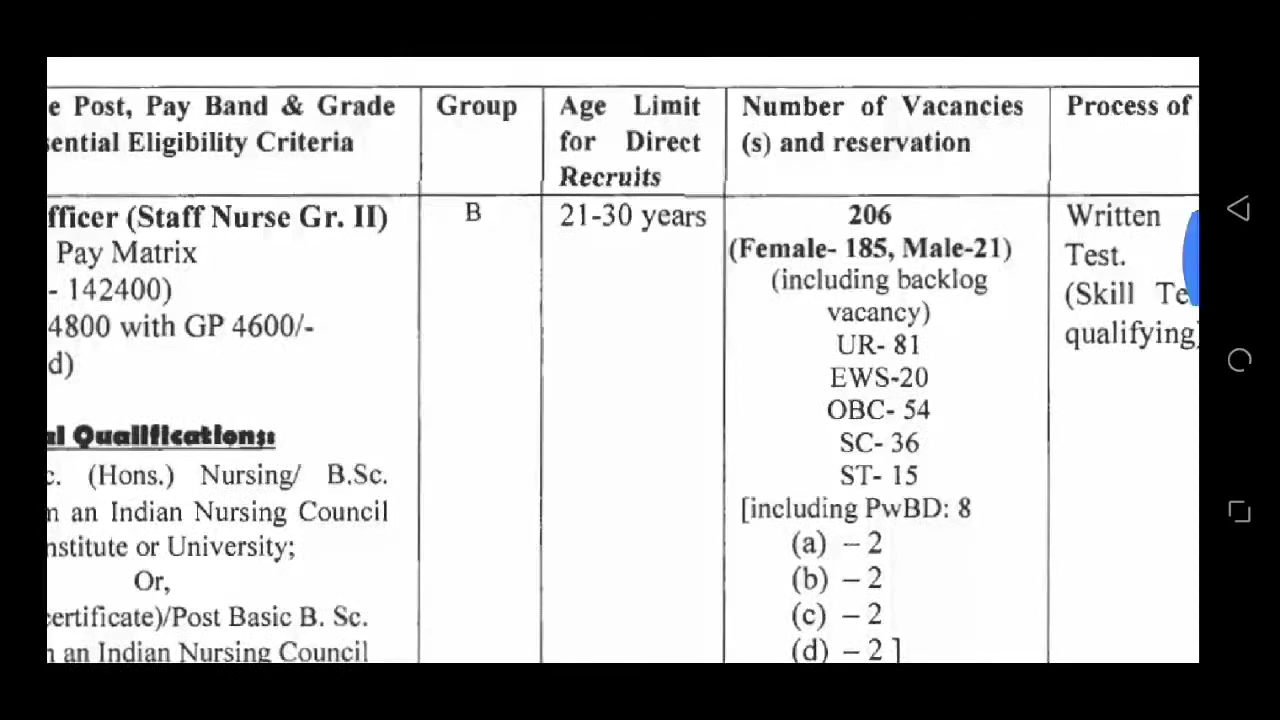 e Post, Pay Band & Grade
sential Eligibility Criteria
Group
Age Limit
for Direct
Recruits
Number of Vacancies
(s) and reservation
Process of
fficer (Staff Nurse Gr. II)
Pay Matrix
- 142400)
4800 with GP 4600/-
d)
al Qualifications:
c. (Hons.) Nursing/ B.Sc.
n an Indian Nursing Council
nstitute or University;
Or,
certificate)/Post Basic B. Sc.
n an Indian Nursing Council
B
21-30 years
206
(Female- 185, Male-21)
(including backlog
vacancy)
UR- 81
EWS-20
OBC- 54
SC- 36
ST- 15
[including PwBD: 8
(a) – 2
(b) – 2
(c) – 2
(d) – 2 ]
Written
Test.
(Skill Te
qualifying)